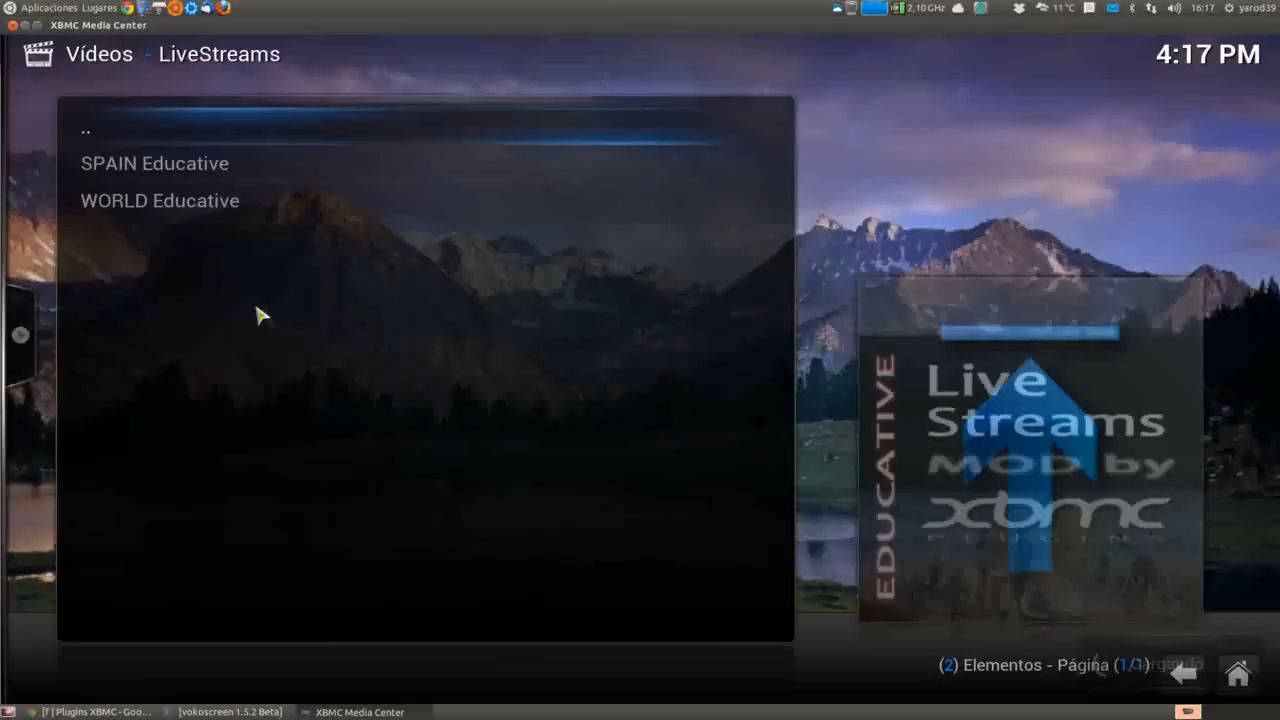 Aplicaciones Lugares
2,10 GHz
11 °C
16:17
yarod39
XBMC Media Center
Vídeos - LiveStreams
4:17 PM
..
SPAIN Educative
WORLD Educative
EDUCATIVE
Live
Streams
MOD by
xbmc
PLUGINS
(2) Elementos - Página (1/1)
Cargando
[F | Plugins XBMC - Goo...
[vokoscreen 1.5.2 Beta]
XBMC Media Center